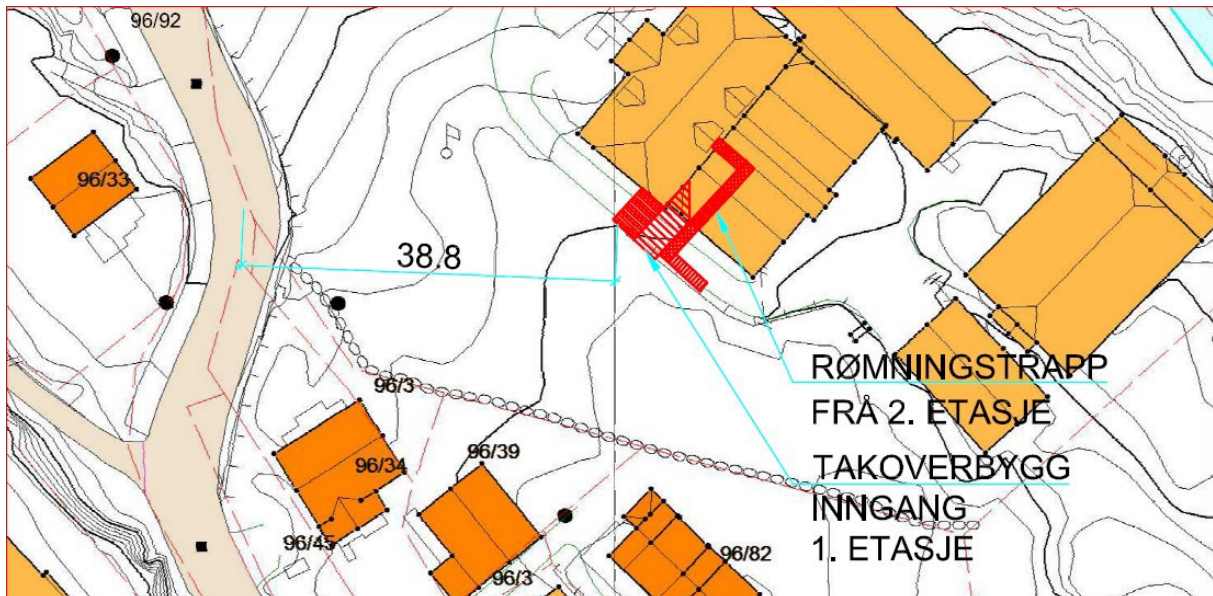 96/92
96/33
38.8
RØMNINGSTRAPP
FRA 2. ETASJE
96/3
TAKOVERBYGG
INNGANG
1. ETASJE
96/34
96/39
96/45
96/3
96/82